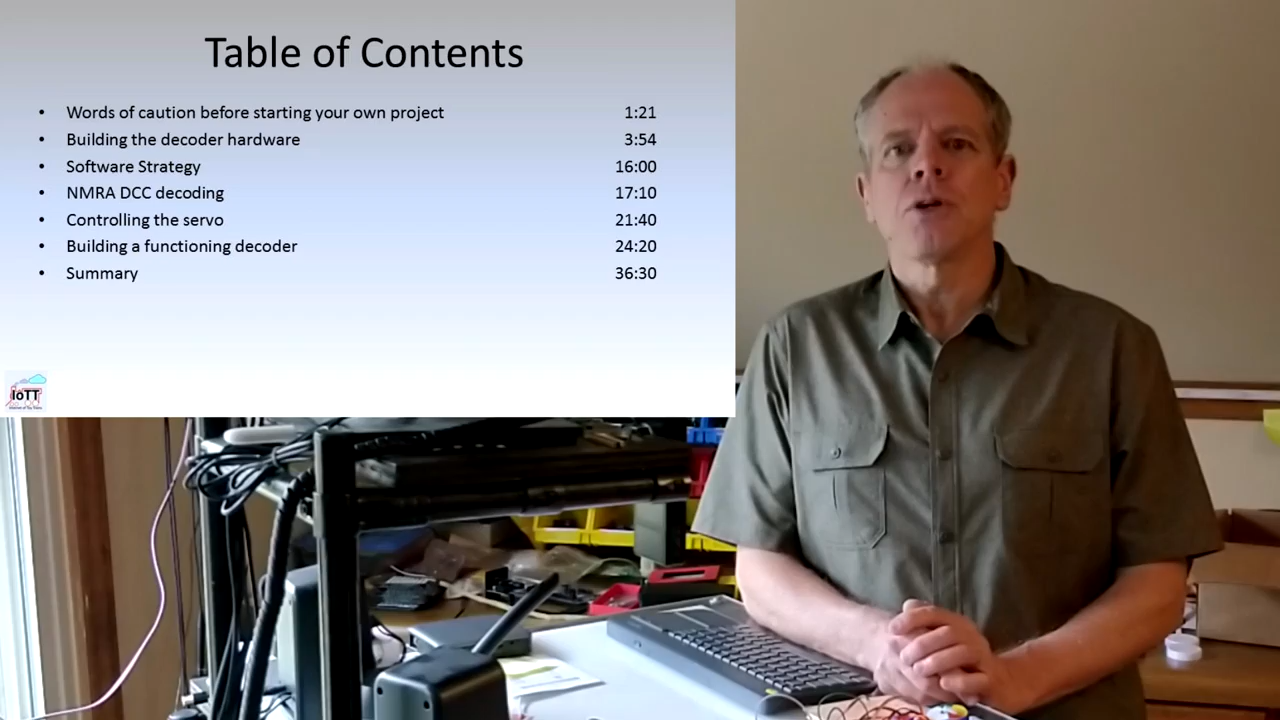 Table of Contents
• Words of caution before starting your own project 1:21
• Building the decoder hardware 3:54
• Software Strategy 16:00
• NMRA DCC decoding 17:10
• Controlling the servo 21:40
• Building a functioning decoder 24:20
• Summary 36:30
IoTT